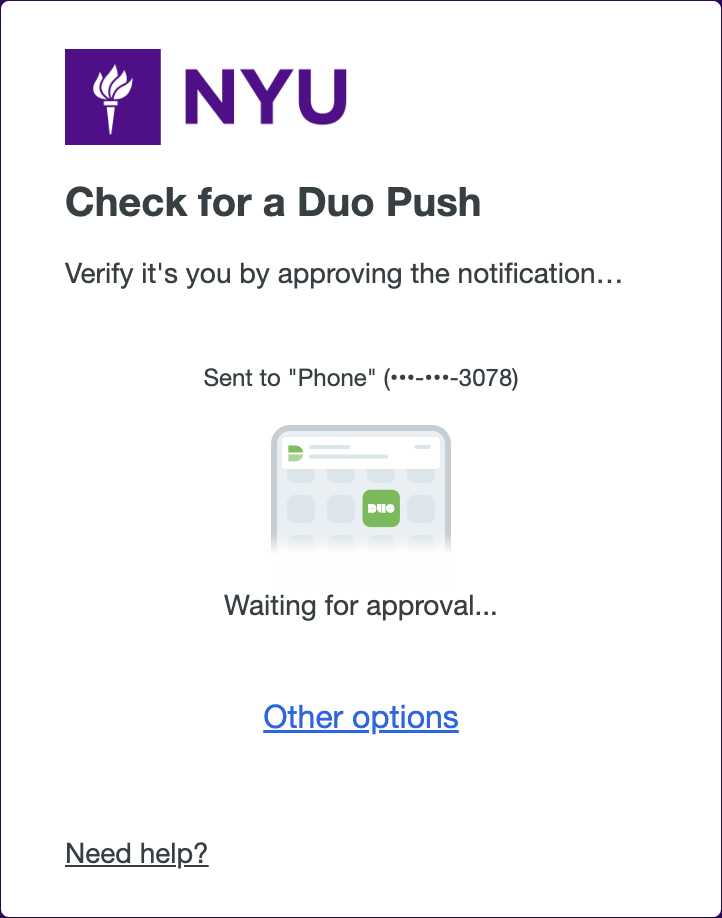 NYU
Check for a Duo Push
Verify it's you by approving the notification…
Sent to "Phone" (•••-•••-3078)
DUO
Waiting for approval...
Other options
Need help?